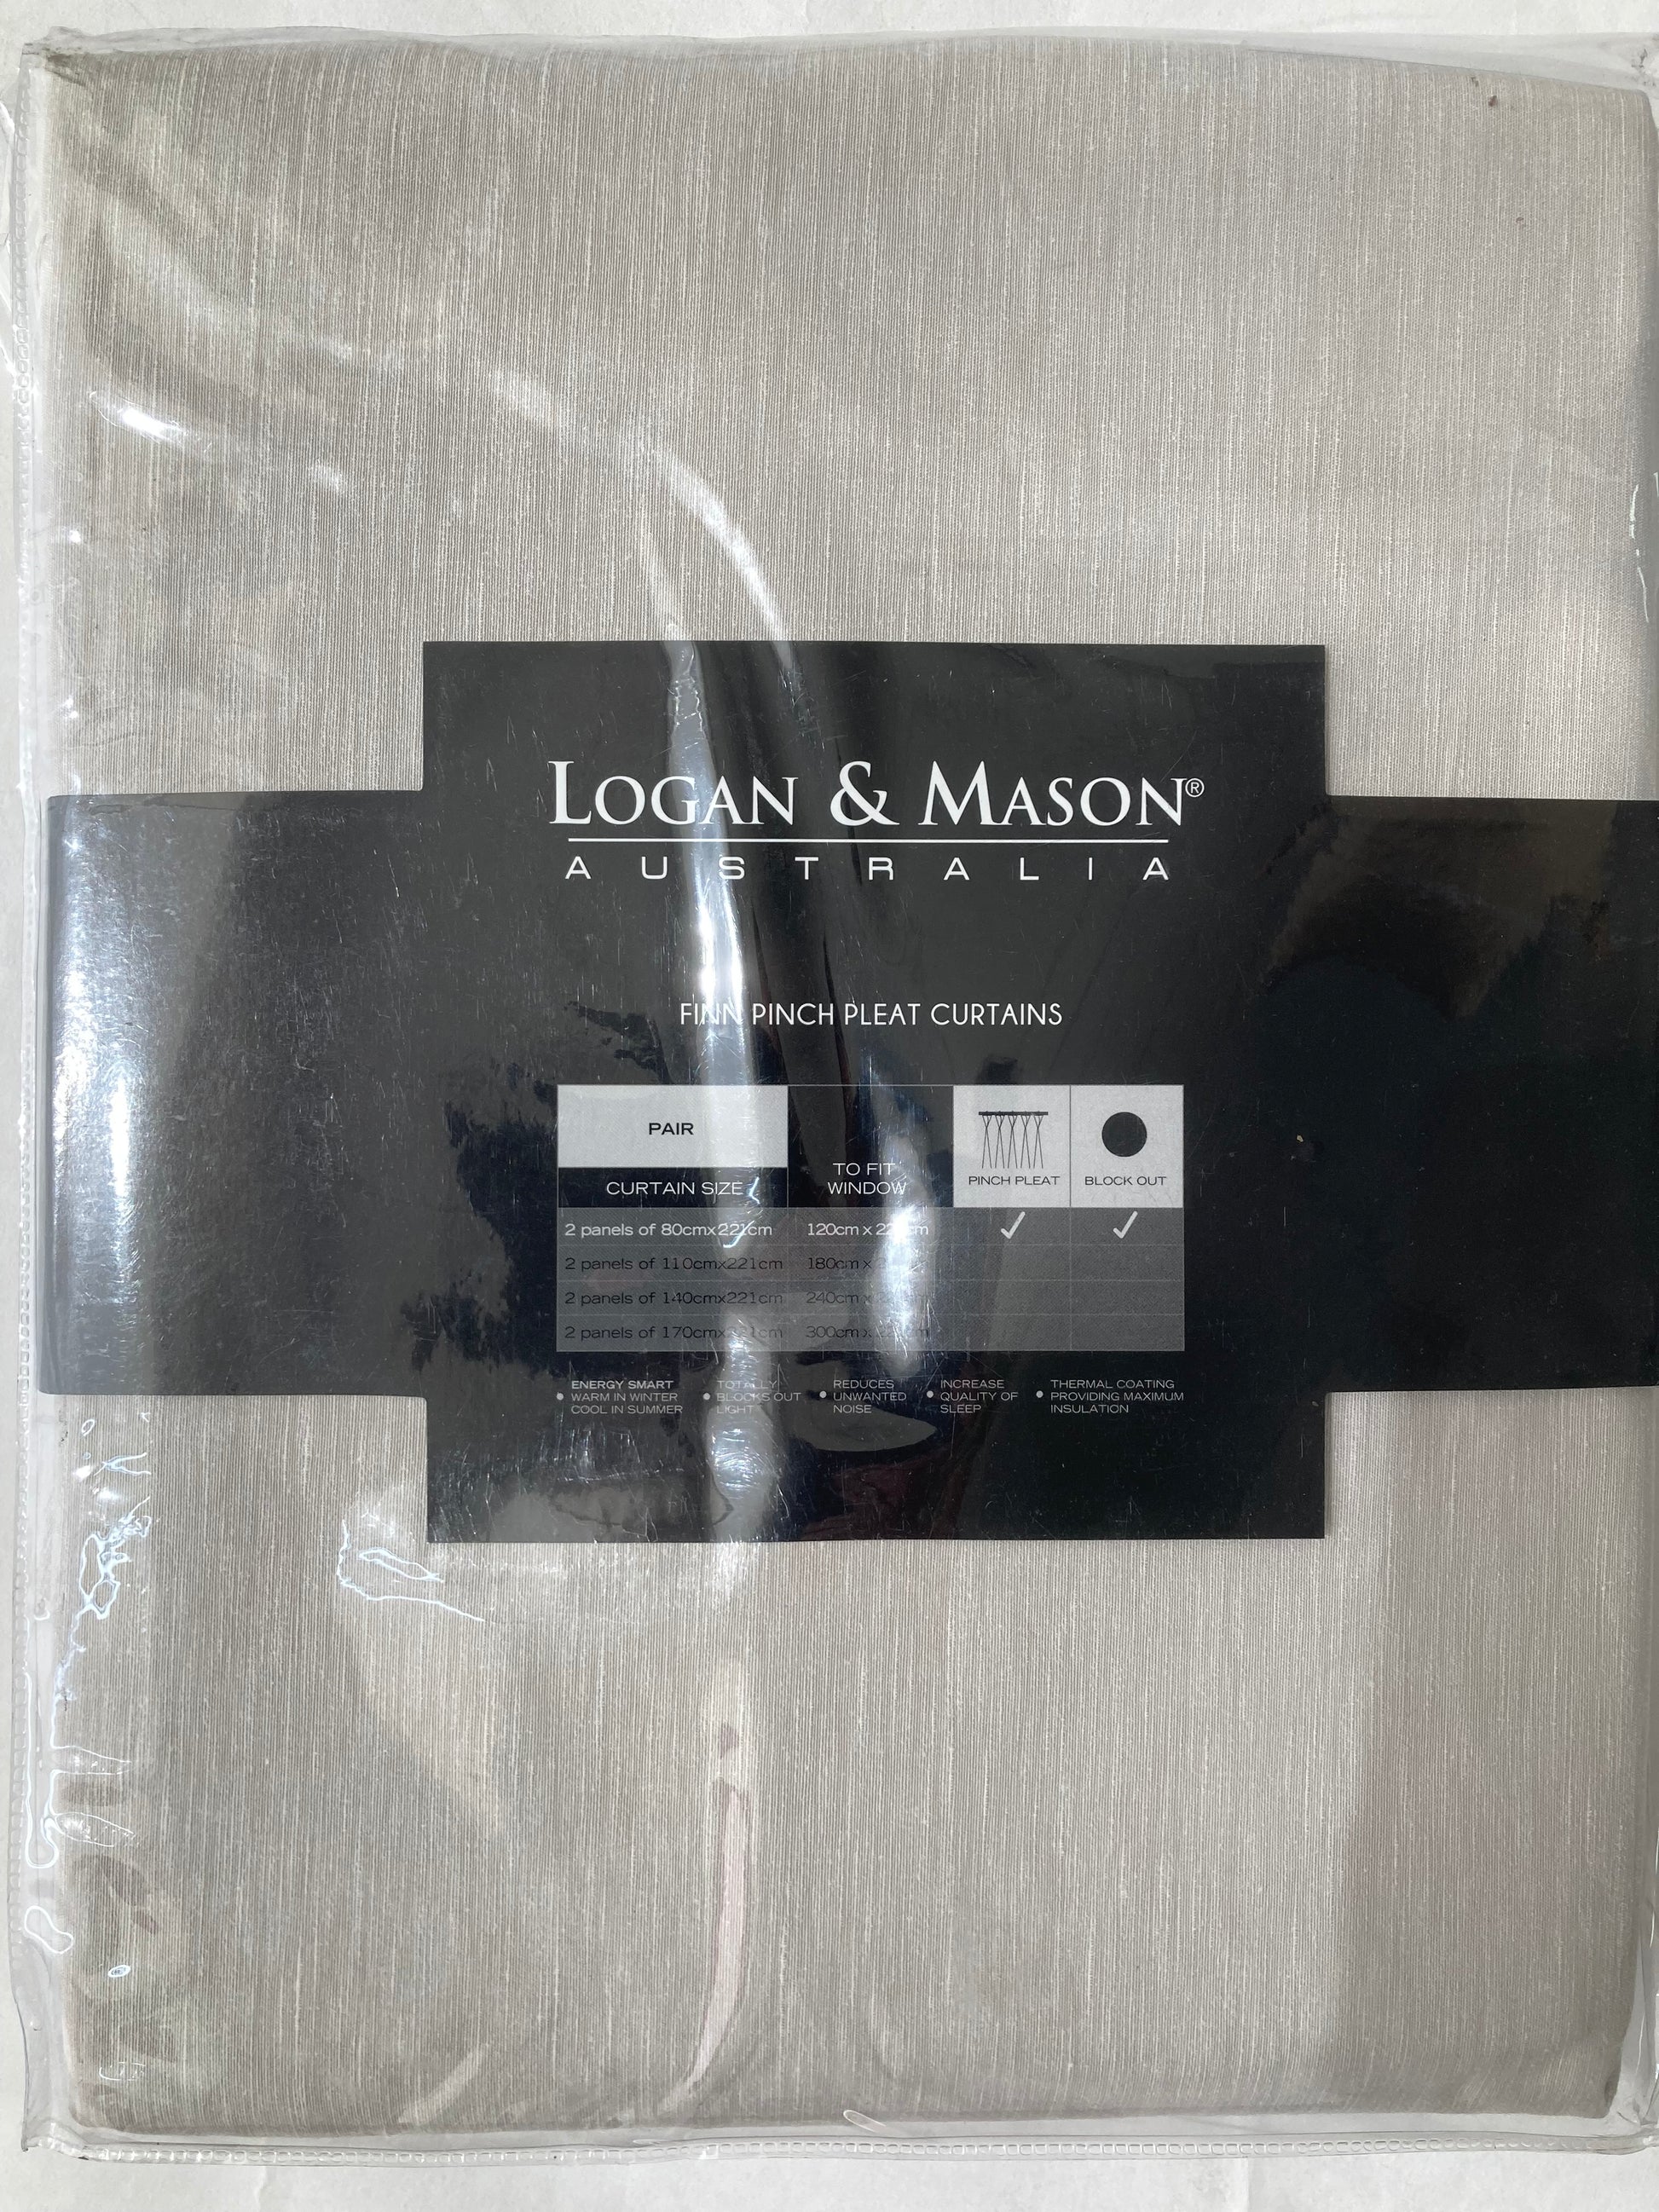 LOGAN & MASON®
AUSTRALIA
FINN PINCH PLEAT CURTAINS
PAIR
CURTAIN SIZE
TO FIT
WINDOW
PINCH PLEAT
BLOCK OUT
2 panels of 80cmx221cm 120cm x
2 panels of 110cmx221cm 180cm x
2 panels of 140cmx221cm 240cm x
2 panels of 170cmx221cm 300cm x
• ENERGY SMART
WARM IN WINTER
COOL IN SUMMER
• TOTALLY
BLOCKS OUT
LIGHT
• REDUCES
UNWANTED
NOISE
• INCREASE
QUALITY OF
SLEEP
• THERMAL COATING
PROVIDING MAXIMUM
INSULATION